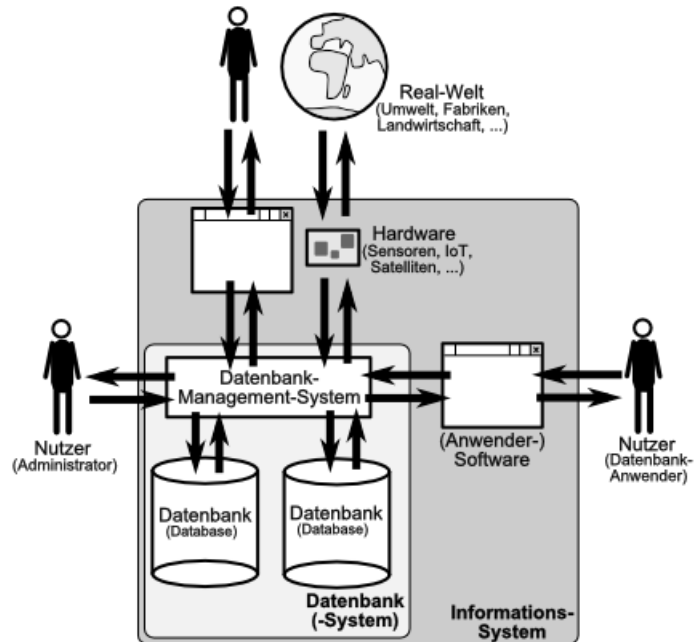 Real-Welt
(Umwelt, Fabriken,
Landwirtschaft, ...)
Hardware
(Sensoren, IoT,
Satelliten, ...)
Datenbank-
Management-System
Nutzer
(Administrator)
(Anwender-)
Software
Nutzer
(Datenbank-
Anwender)
Datenbank
(Database)
Datenbank
(Database)
Datenbank
(-System)
Informations-
System